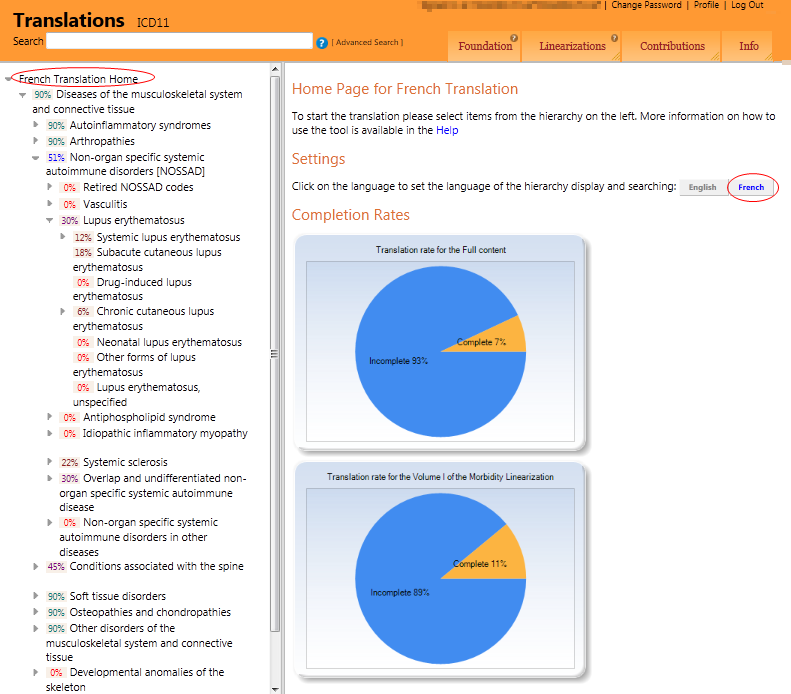 | Change Password | Profile | Log Out
Translations ICD11
Search ? [ Advanced Search ]
Foundation ? Linearizations ? Contributions Info
French Translation Home
90% Diseases of the musculoskeletal system
and connective tissue
90% Autoinflammatory syndromes
90% Arthropathies
51% Non-organ specific systemic
autoimmune disorders [NOSSAD]
0% Retired NOSSAD codes
0% Vasculitis
30% Lupus erythematosus
12% Systemic lupus erythematosus
18% Subacute cutaneous lupus
erythematosus
0% Drug-induced lupus
erythematosus
6% Chronic cutaneous lupus
erythematosus
0% Neonatal lupus erythematosus
0% Other forms of lupus
erythematosus
0% Lupus erythematosus,
unspecified
0% Antiphospholipid syndrome
0% Idiopathic inflammatory myopathy
22% Systemic sclerosis
30% Overlap and undifferentiated non-
organ specific systemic autoimmune
disease
0% Non-organ specific systemic
autoimmune disorders in other
diseases
45% Conditions associated with the spine
90% Soft tissue disorders
90% Osteopathies and chondropathies
90% Other disorders of the
musculoskeletal system and connective
tissue
0% Developmental anomalies of the
skeleton
Home Page for French Translation
To start the translation please select items from the hierarchy on the left. More information on how to
use the tool is available in the Help
Settings
Click on the language to set the language of the hierarchy display and searching: English French
Completion Rates
Translation rate for the Full content
Complete 7%
Incomplete 93%
Translation rate for the Volume I of the Morbidity Linearization
Complete 11%
Incomplete 89%